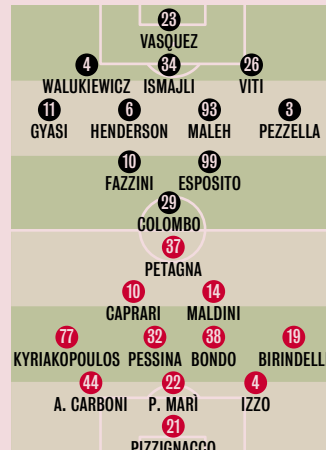 23
VASQUEZ
4 34 26
WALUKIEWICZ ISMAJLI VITI
11 6 93 3
GYASI HENDERSON MALEH PEZZELLA
10 99
FAZZINI ESPOSITO
29
COLOMBO
37
PETAGNA
10 14
CAPRARI MALDINI
77 32 38 19
KYRIAKOPOULOS PESSINA BONDO BIRINDELL
44 22 4
A. CARBONI P. MARÌ IZZO
21
PIZZIGNACCO